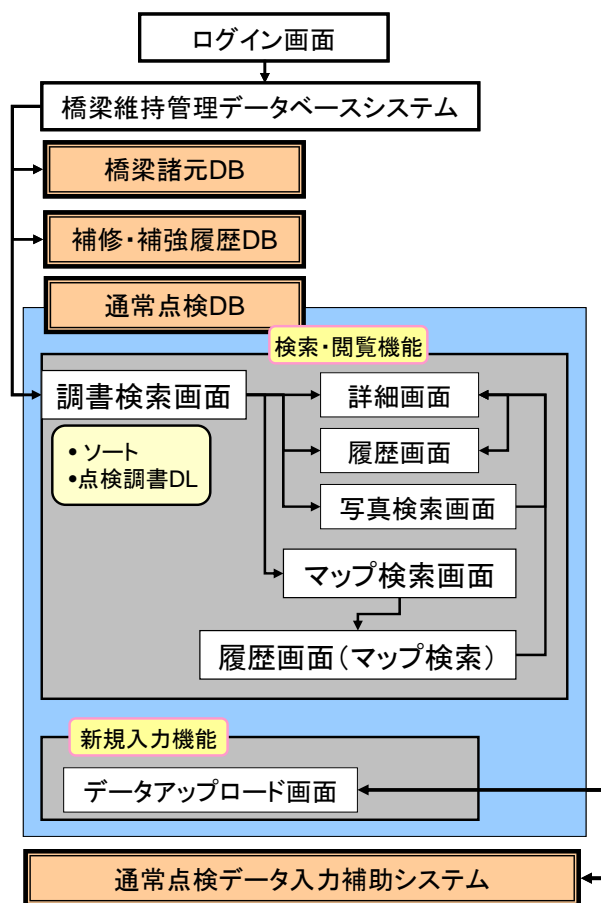 ログイン画面
橋梁維持管理データベースシステム
橋梁諸元DB
補修・補強履歴DB
通常点検DB
検索・閲覧機能
調書検索画面
• ソート
•点検調書DL
詳細画面
履歴画面
写真検索画面
マップ検索画面
履歴画面(マップ検索)
新規入力機能
データアップロード画面
通常点検データ入力補助システム